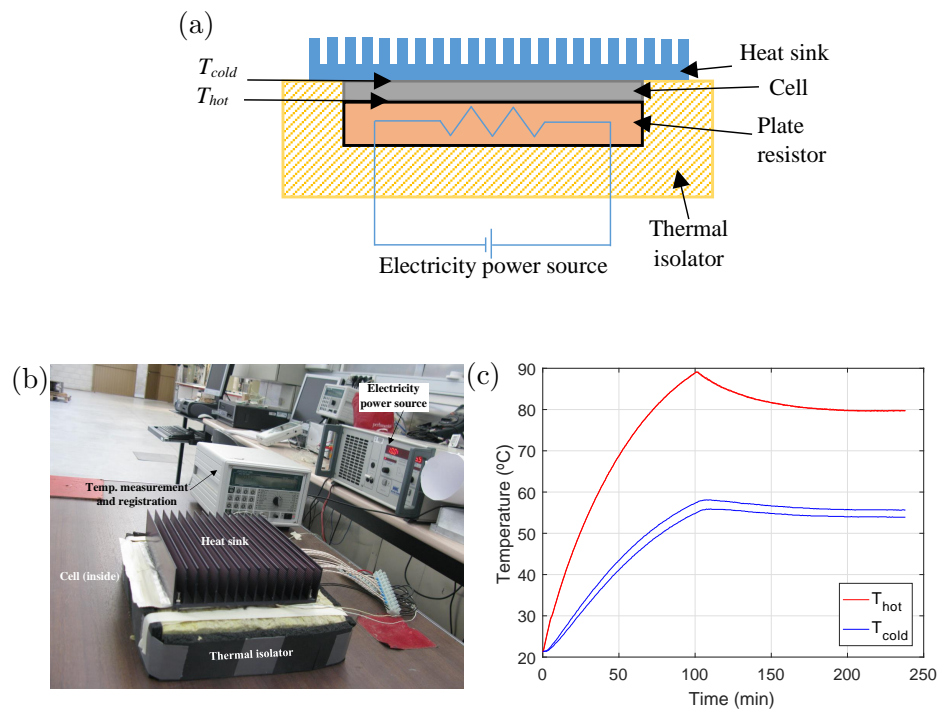 (a)
T_cold
T_hot
Heat sink
Cell
Plate
resistor
Thermal
isolator
Electricity power source
(b)
Electricity
power source
Temp. measurement
and registration
Heat sink
Cell (inside)
Thermal isolator
(c)
90
80
70
60
50
40
30
20
Temperature (ºC)
0 50 100 150 200 250
Time (min)
T_hot
T_cold